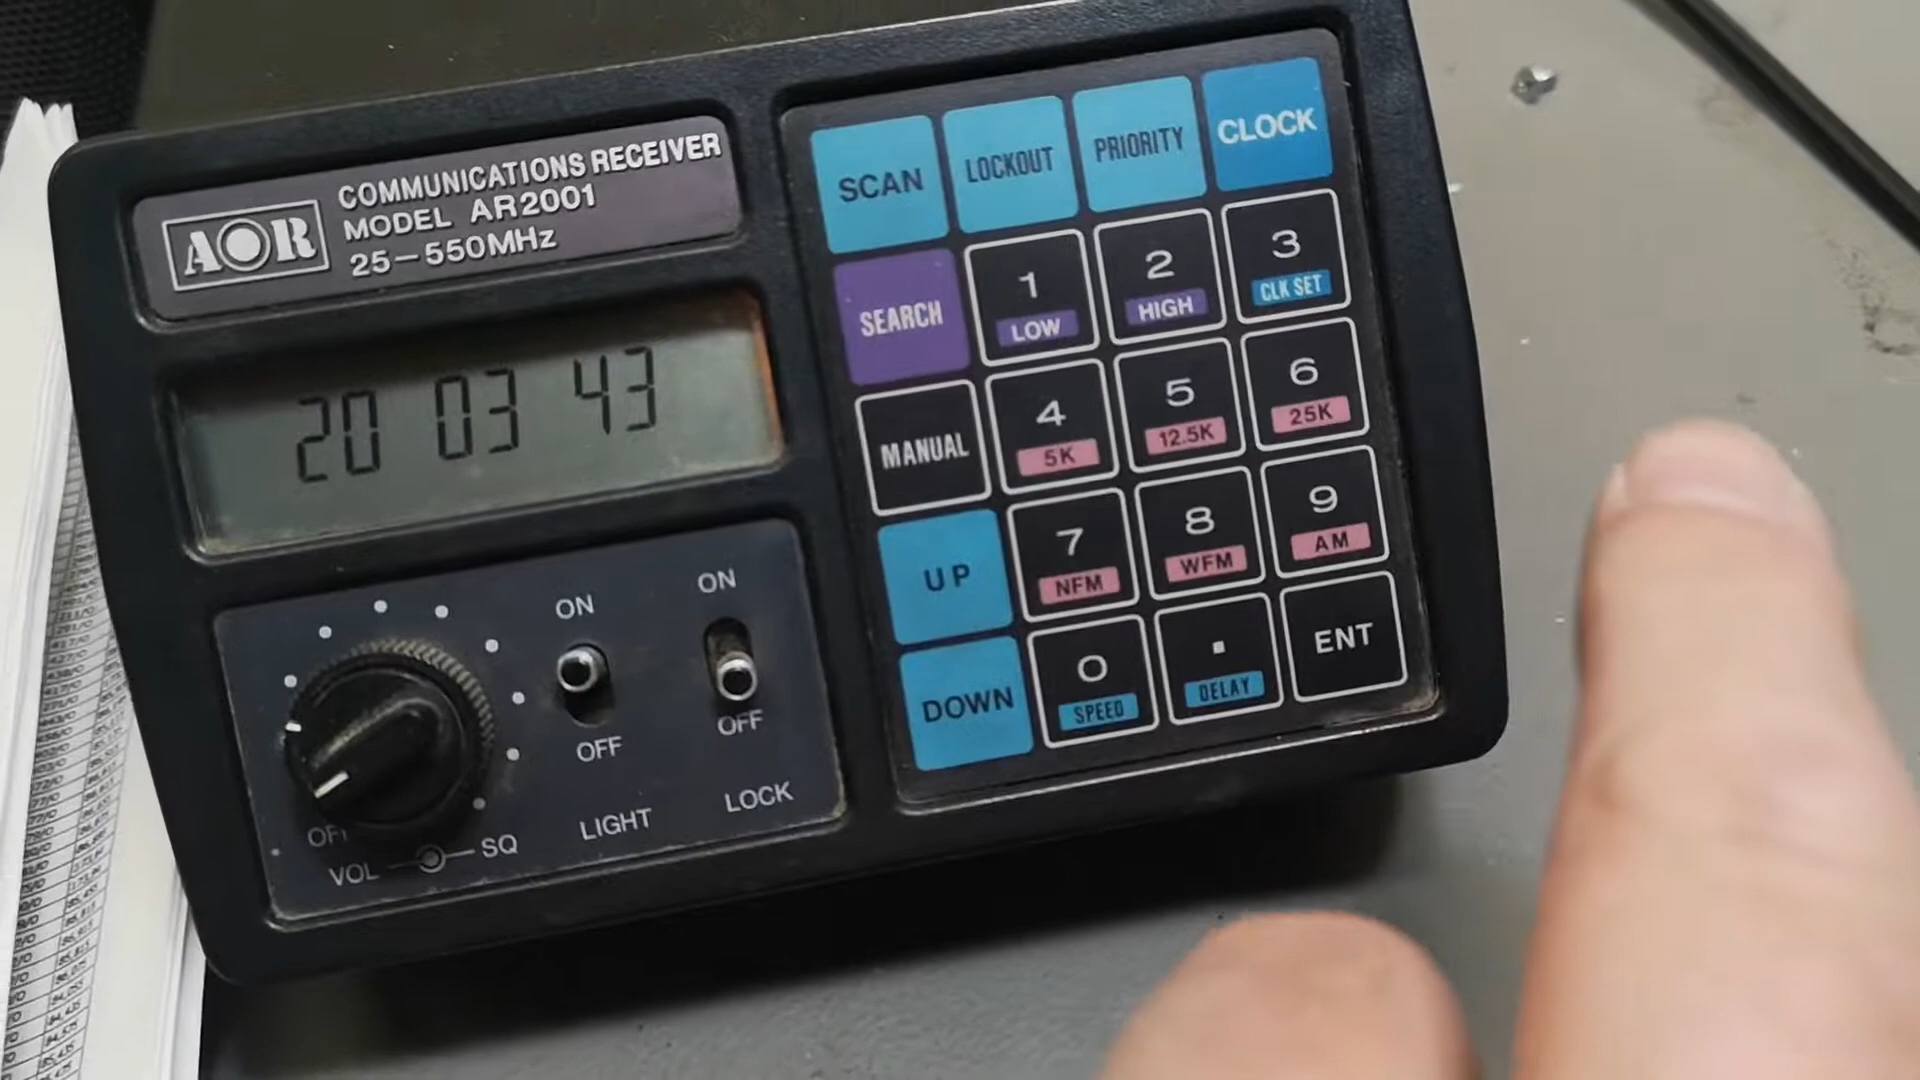 AOR
COMMUNICATIONS RECEIVER
MODEL AR2001
25-550MHz
20 03 43
ON
OFF
LIGHT
ON
OFF
LOCK
VOL
SQ
SCAN
LOCKOUT
PRIORITY
CLOCK
SEARCH
1
LOW
2
HIGH
3
CLK SET
MANUAL
4
5K
5
12.5K
6
25K
UP
7
NFM
8
WFM
9
AM
DOWN
0
SPEED
.
DELAY
ENT